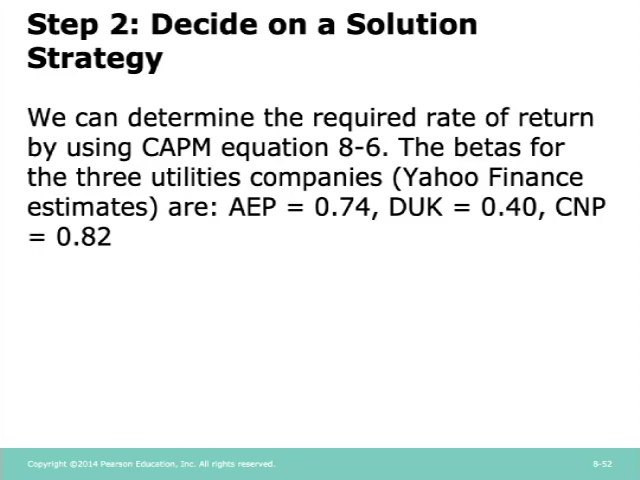 Step 2: Decide on a Solution
Strategy
We can determine the required rate of return
by using CAPM equation 8-6. The betas for
the three utilities companies (Yahoo Finance
estimates) are: AEP = 0.74, DUK = 0.40, CNP
= 0.82
Copyright ©2014 Pearson Education, Inc. All rights reserved.
8-52